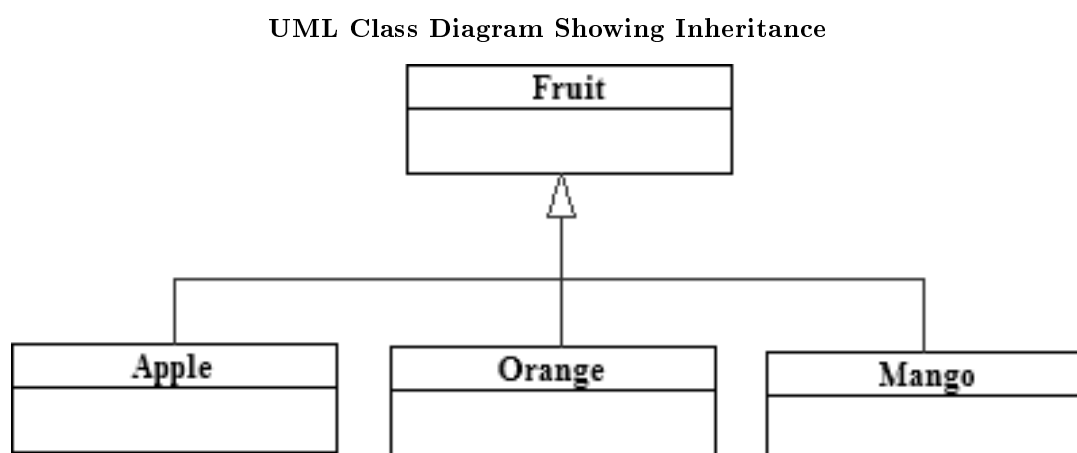 UML Class Diagram Showing Inheritance
Fruit
Apple
Orange
Mango